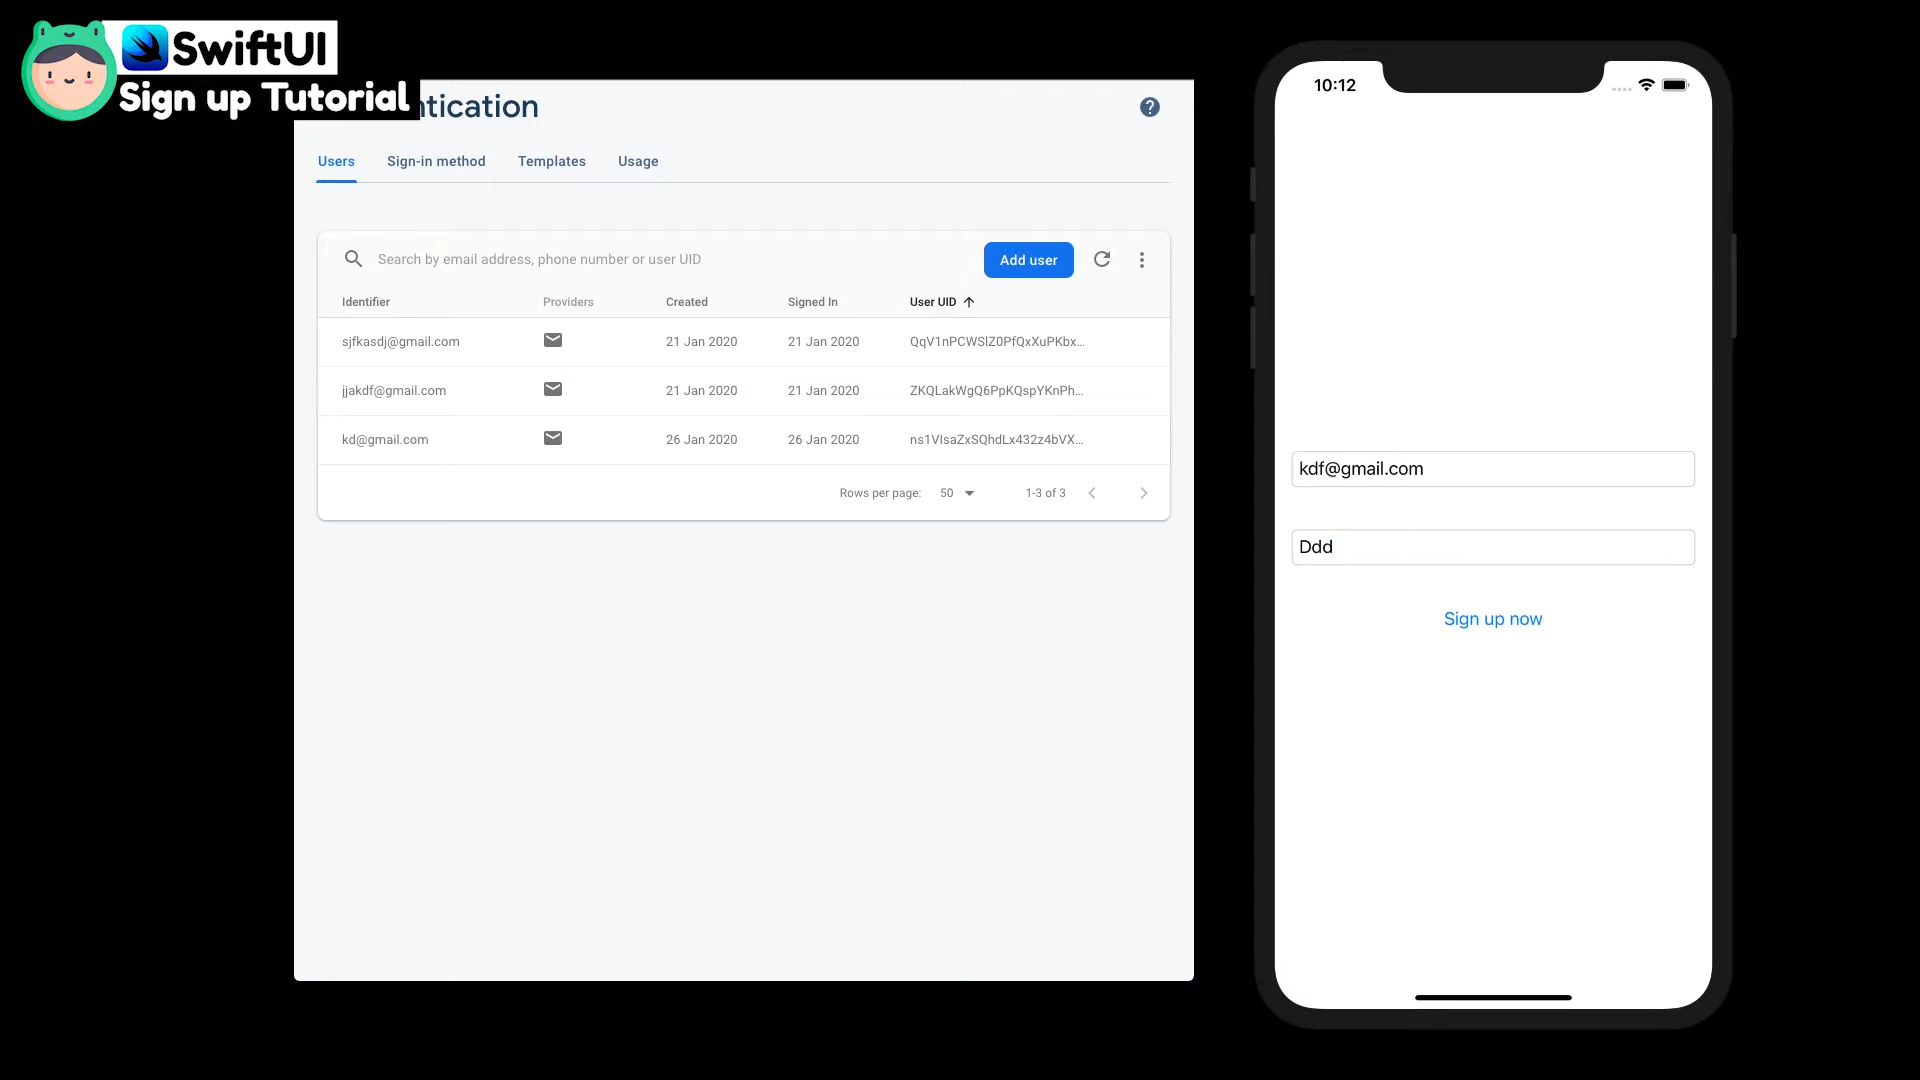 SwiftUI
Sign up Tutorial
ntication
Users Sign-in method Templates Usage
Search by email address, phone number or user UID
Add user
Identifier Providers Created Signed In User UID
sjfkasdj@gmail.com 21 Jan 2020 21 Jan 2020 QqV1nPCWSlZ0PfQxXuPKbx...
jjakdf@gmail.com 21 Jan 2020 21 Jan 2020 ZKQLakWgQ6PpKQspYKnPh...
kd@gmail.com 26 Jan 2020 26 Jan 2020 ns1VIsaZxSQhdLx432z4bVX...
Rows per page: 50 1-3 of 3
10:12
kdf@gmail.com
Ddd
Sign up now